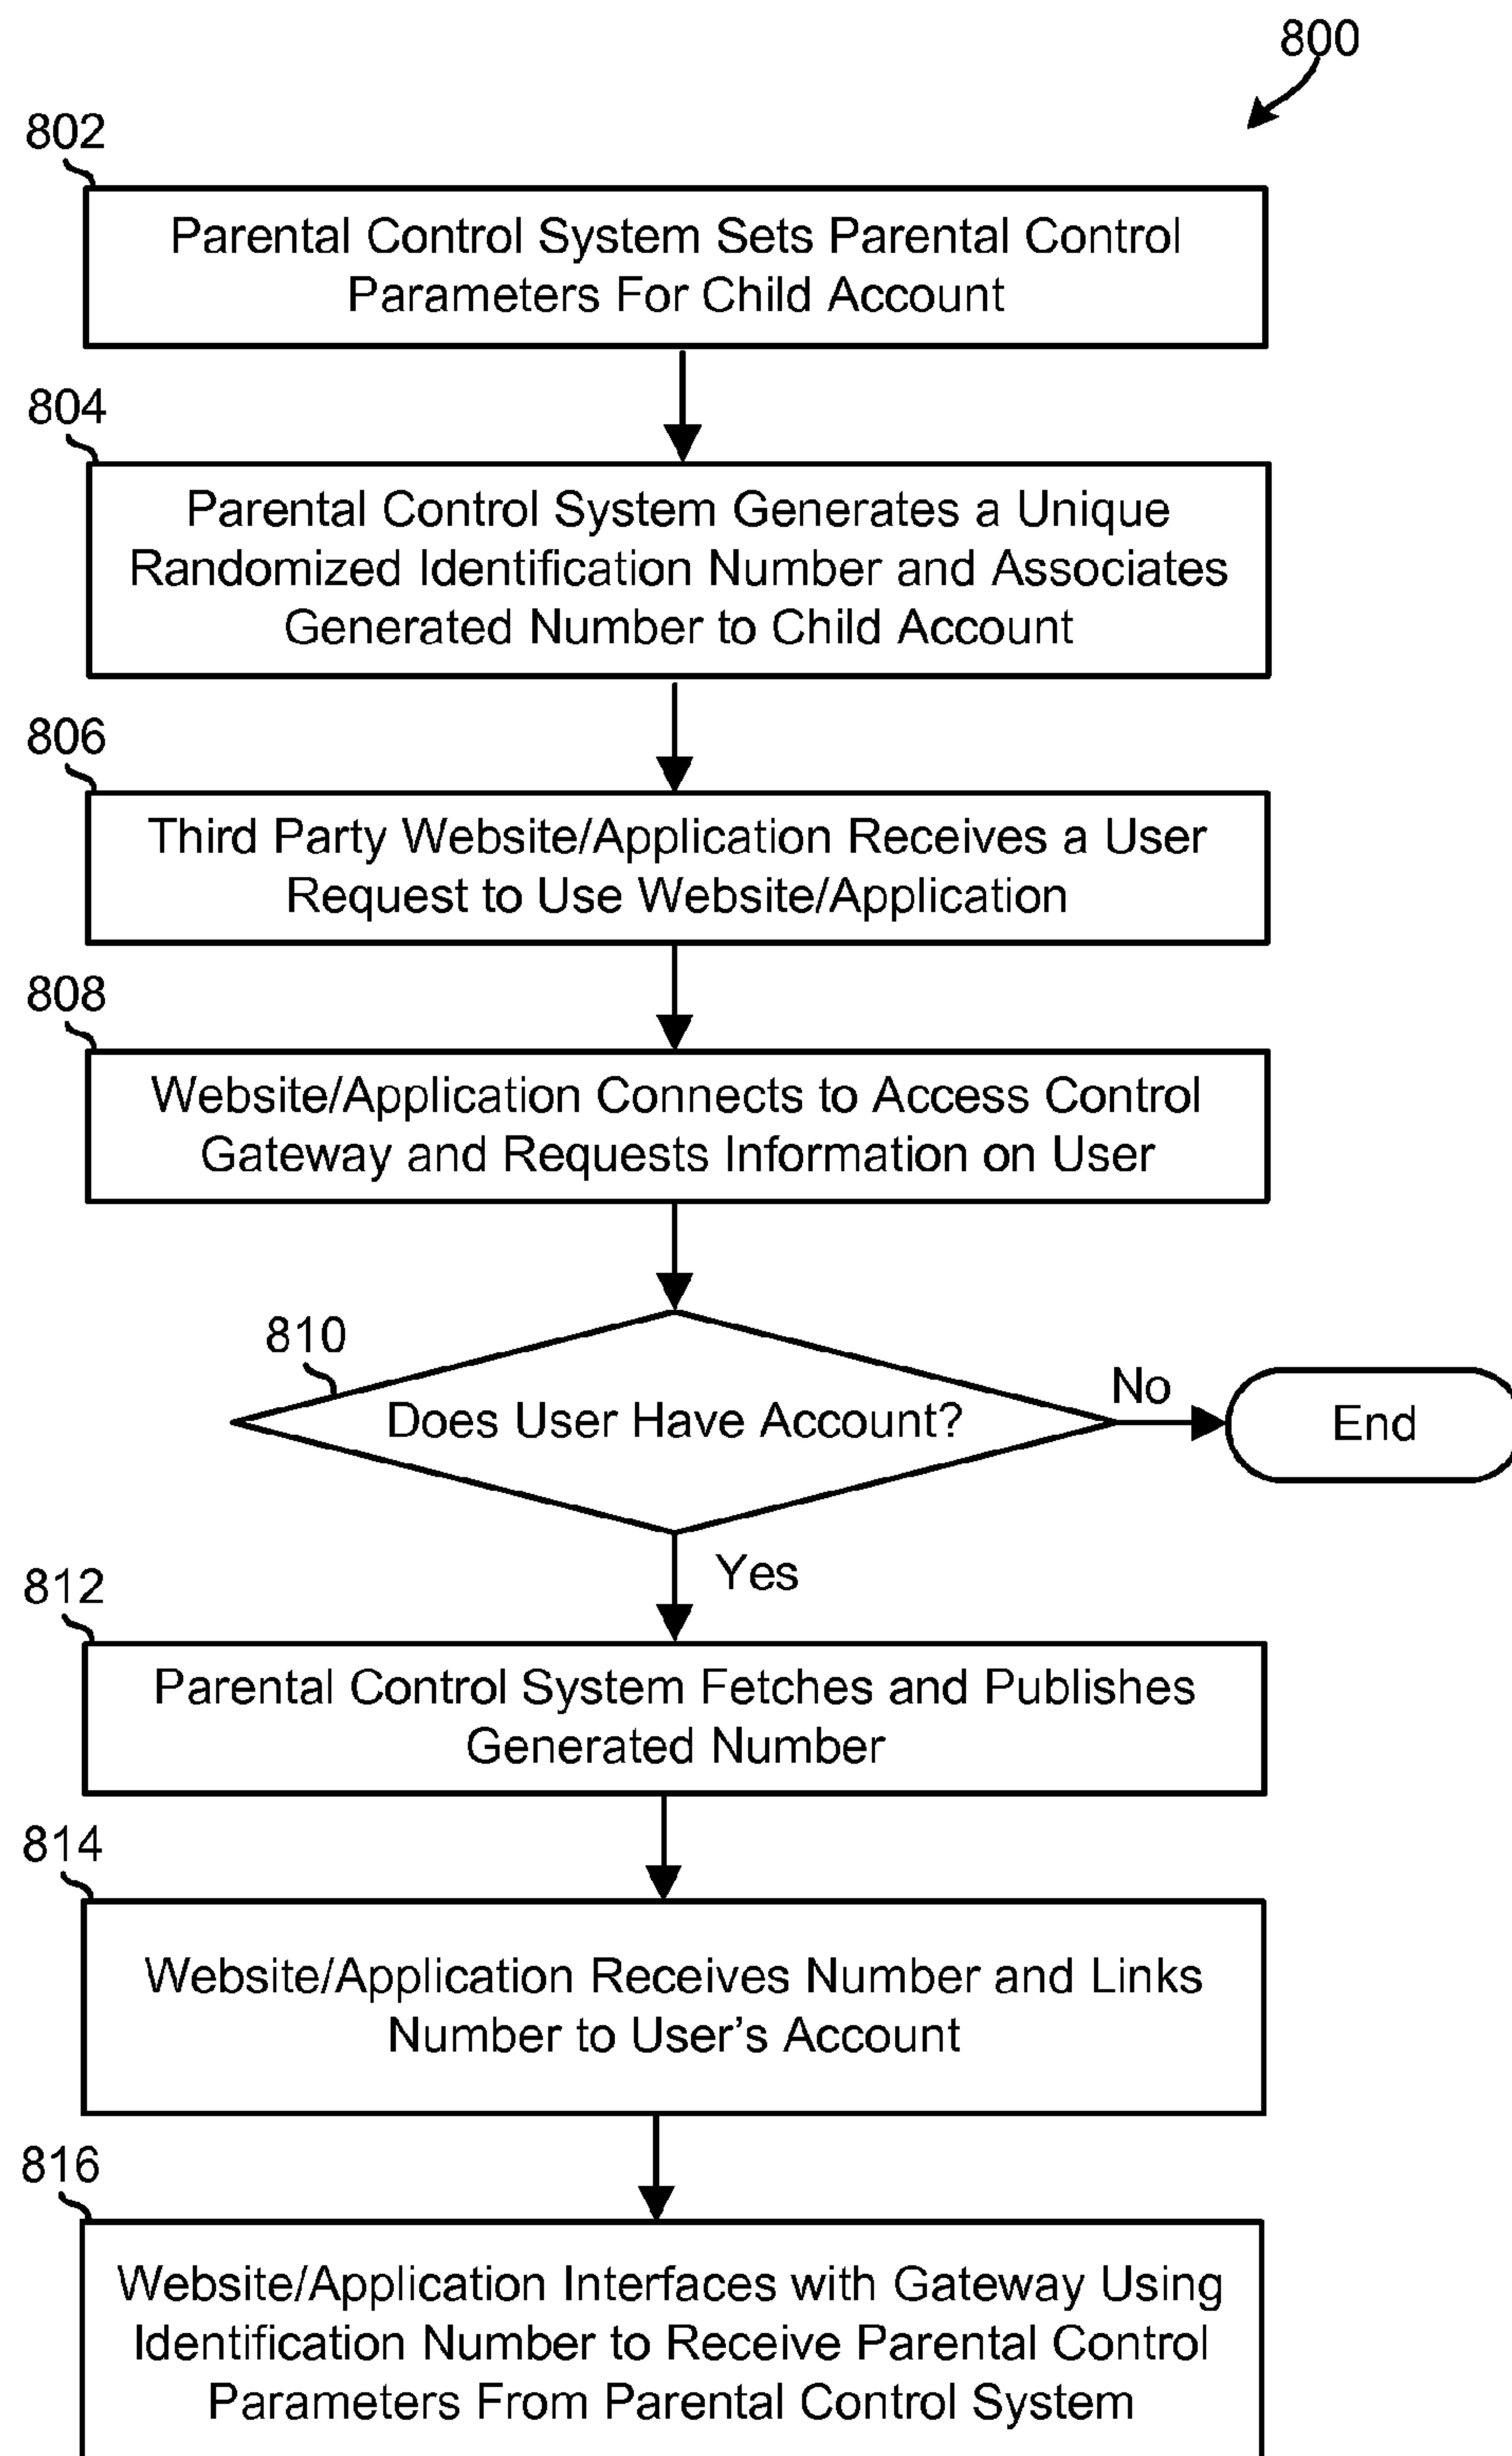 800
802
Parental Control System Sets Parental Control
Parameters For Child Account
804
Parental Control System Generates a Unique
Randomized Identification Number and Associates
Generated Number to Child Account
806
Third Party Website/Application Receives a User
Request to Use Website/Application
808
Website/Application Connects to Access Control
Gateway and Requests Information on User
810
Does User Have Account?
No
End
Yes
812
Parental Control System Fetches and Publishes
Generated Number
814
Website/Application Receives Number and Links
Number to User’s Account
816
Website/Application Interfaces with Gateway Using
Identification Number to Receive Parental Control
Parameters From Parental Control System